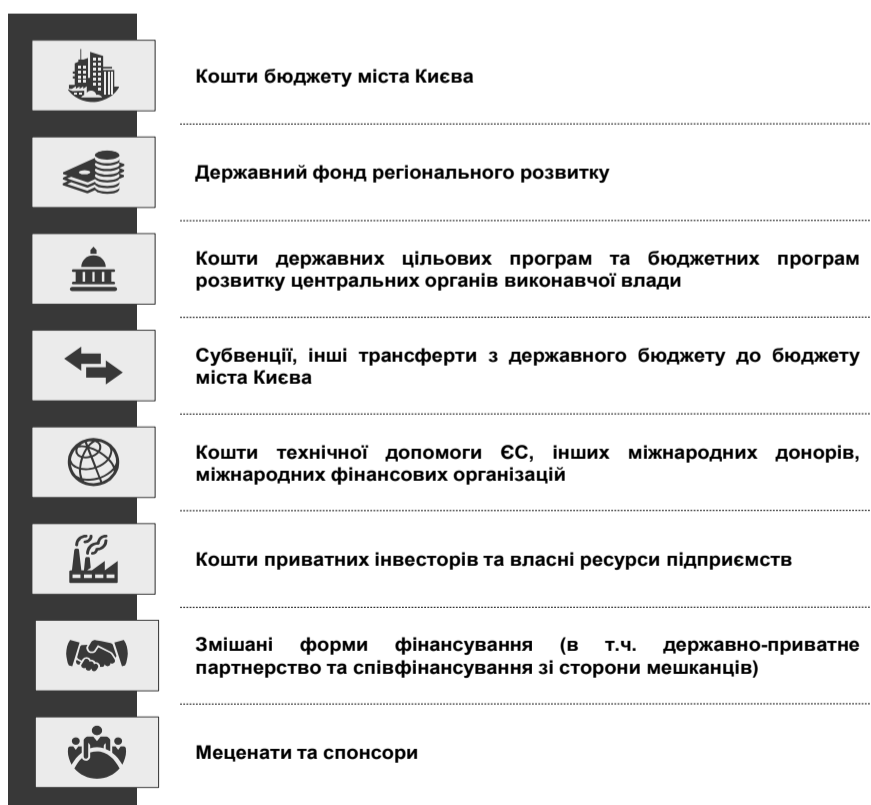 Кошти бюджету міста Києва
Державний фонд регіонального розвитку
Кошти державних цільових програм та бюджетних програм
розвитку центральних органів виконавчої влади
Субвенції, інші трансферти з державного бюджету до бюджету
міста Києва
Кошти технічної допомоги ЄС, інших міжнародних донорів,
міжнародних фінансових організацій
Кошти приватних інвесторів та власні ресурси підприємств
Змішані форми фінансування (в т.ч. державно-приватне
партнерство та співфінансування зі сторони мешканців)
Меценати та спонсори